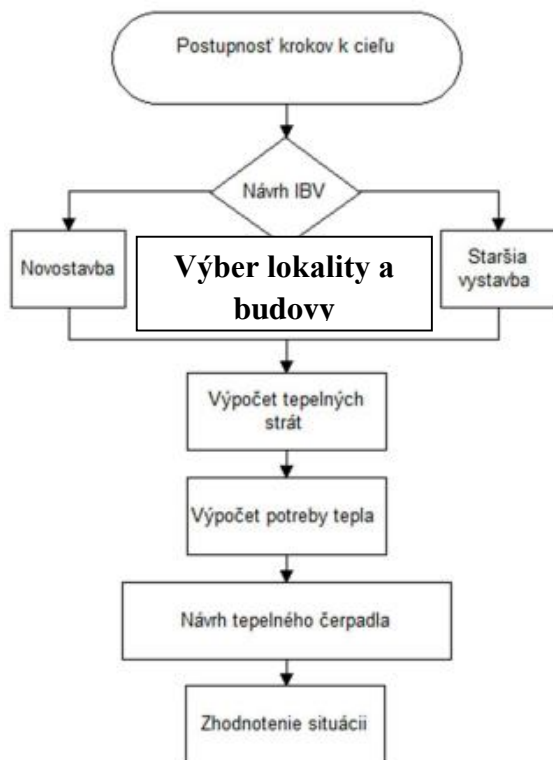 Postupnosť krokov k cieľu
Návrh IBV
Novostavba
Výber lokality a
budovy
Staršia
vystavba
Výpočet tepelných
strát
Výpočet potreby tepla
Návrh tepelného čerpadla
Zhodnotenie situácii